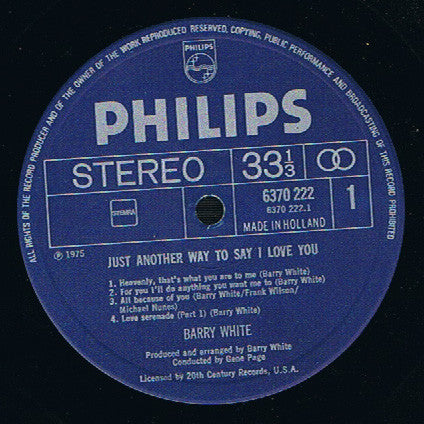 ALL RIGHTS OF THE RECORD PRODUCER AND OF THE OWNER OF THE WORK REPRODUCED RESERVED. COPYING, PUBLIC PERFORMANCE AND BROADCASTING OF THIS RECORD PROHIBITED
PHILIPS
PHILIPS
STEREO 33 1/3
STEMRA
6370 222
6370 222.1
1
MADE IN HOLLAND
℗ 1975
JUST ANOTHER WAY TO SAY I LOVE YOU
1. Heavenly, that's what you are to me (Barry White)
2. For you I'll do anything you want me to (Barry White)
3. All because of you (Barry White/Frank Wilson/
Michael Nunes)
4. Love serenade (Part 1) (Barry White)
BARRY WHITE
Produced and arranged by Barry White
Conducted by Gene Page
Licensed by 20th Century Records, U.S.A.